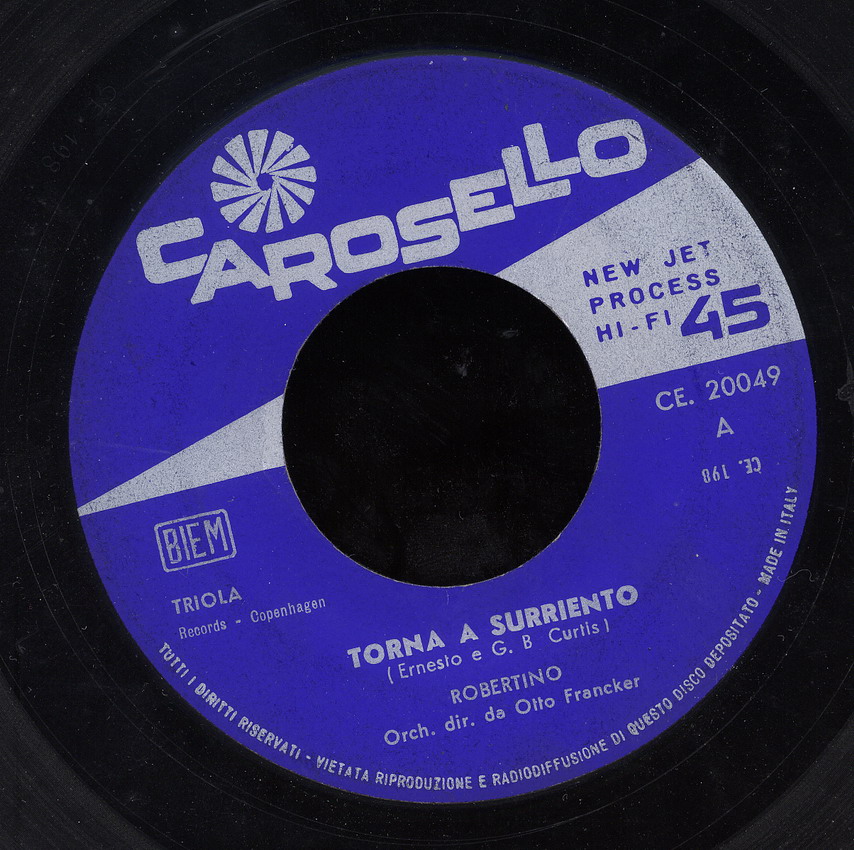 CAROSELLO
NEW JET
PROCESS
HI-FI 45
CE. 20049
A
CE. 198
BIEM
TRIOLA
Records - Copenhagen
TORNA A SURRIENTO
(Ernesto e G. B Curtis)
ROBERTINO
Orch. dir. da Otto Francker
TUTTI I DIRITTI RISERVATI - VIETATA RIPRODUZIONE E RADIODIFFUSIONE DI QUESTO DISCO DEPOSITATO - MADE IN ITALY